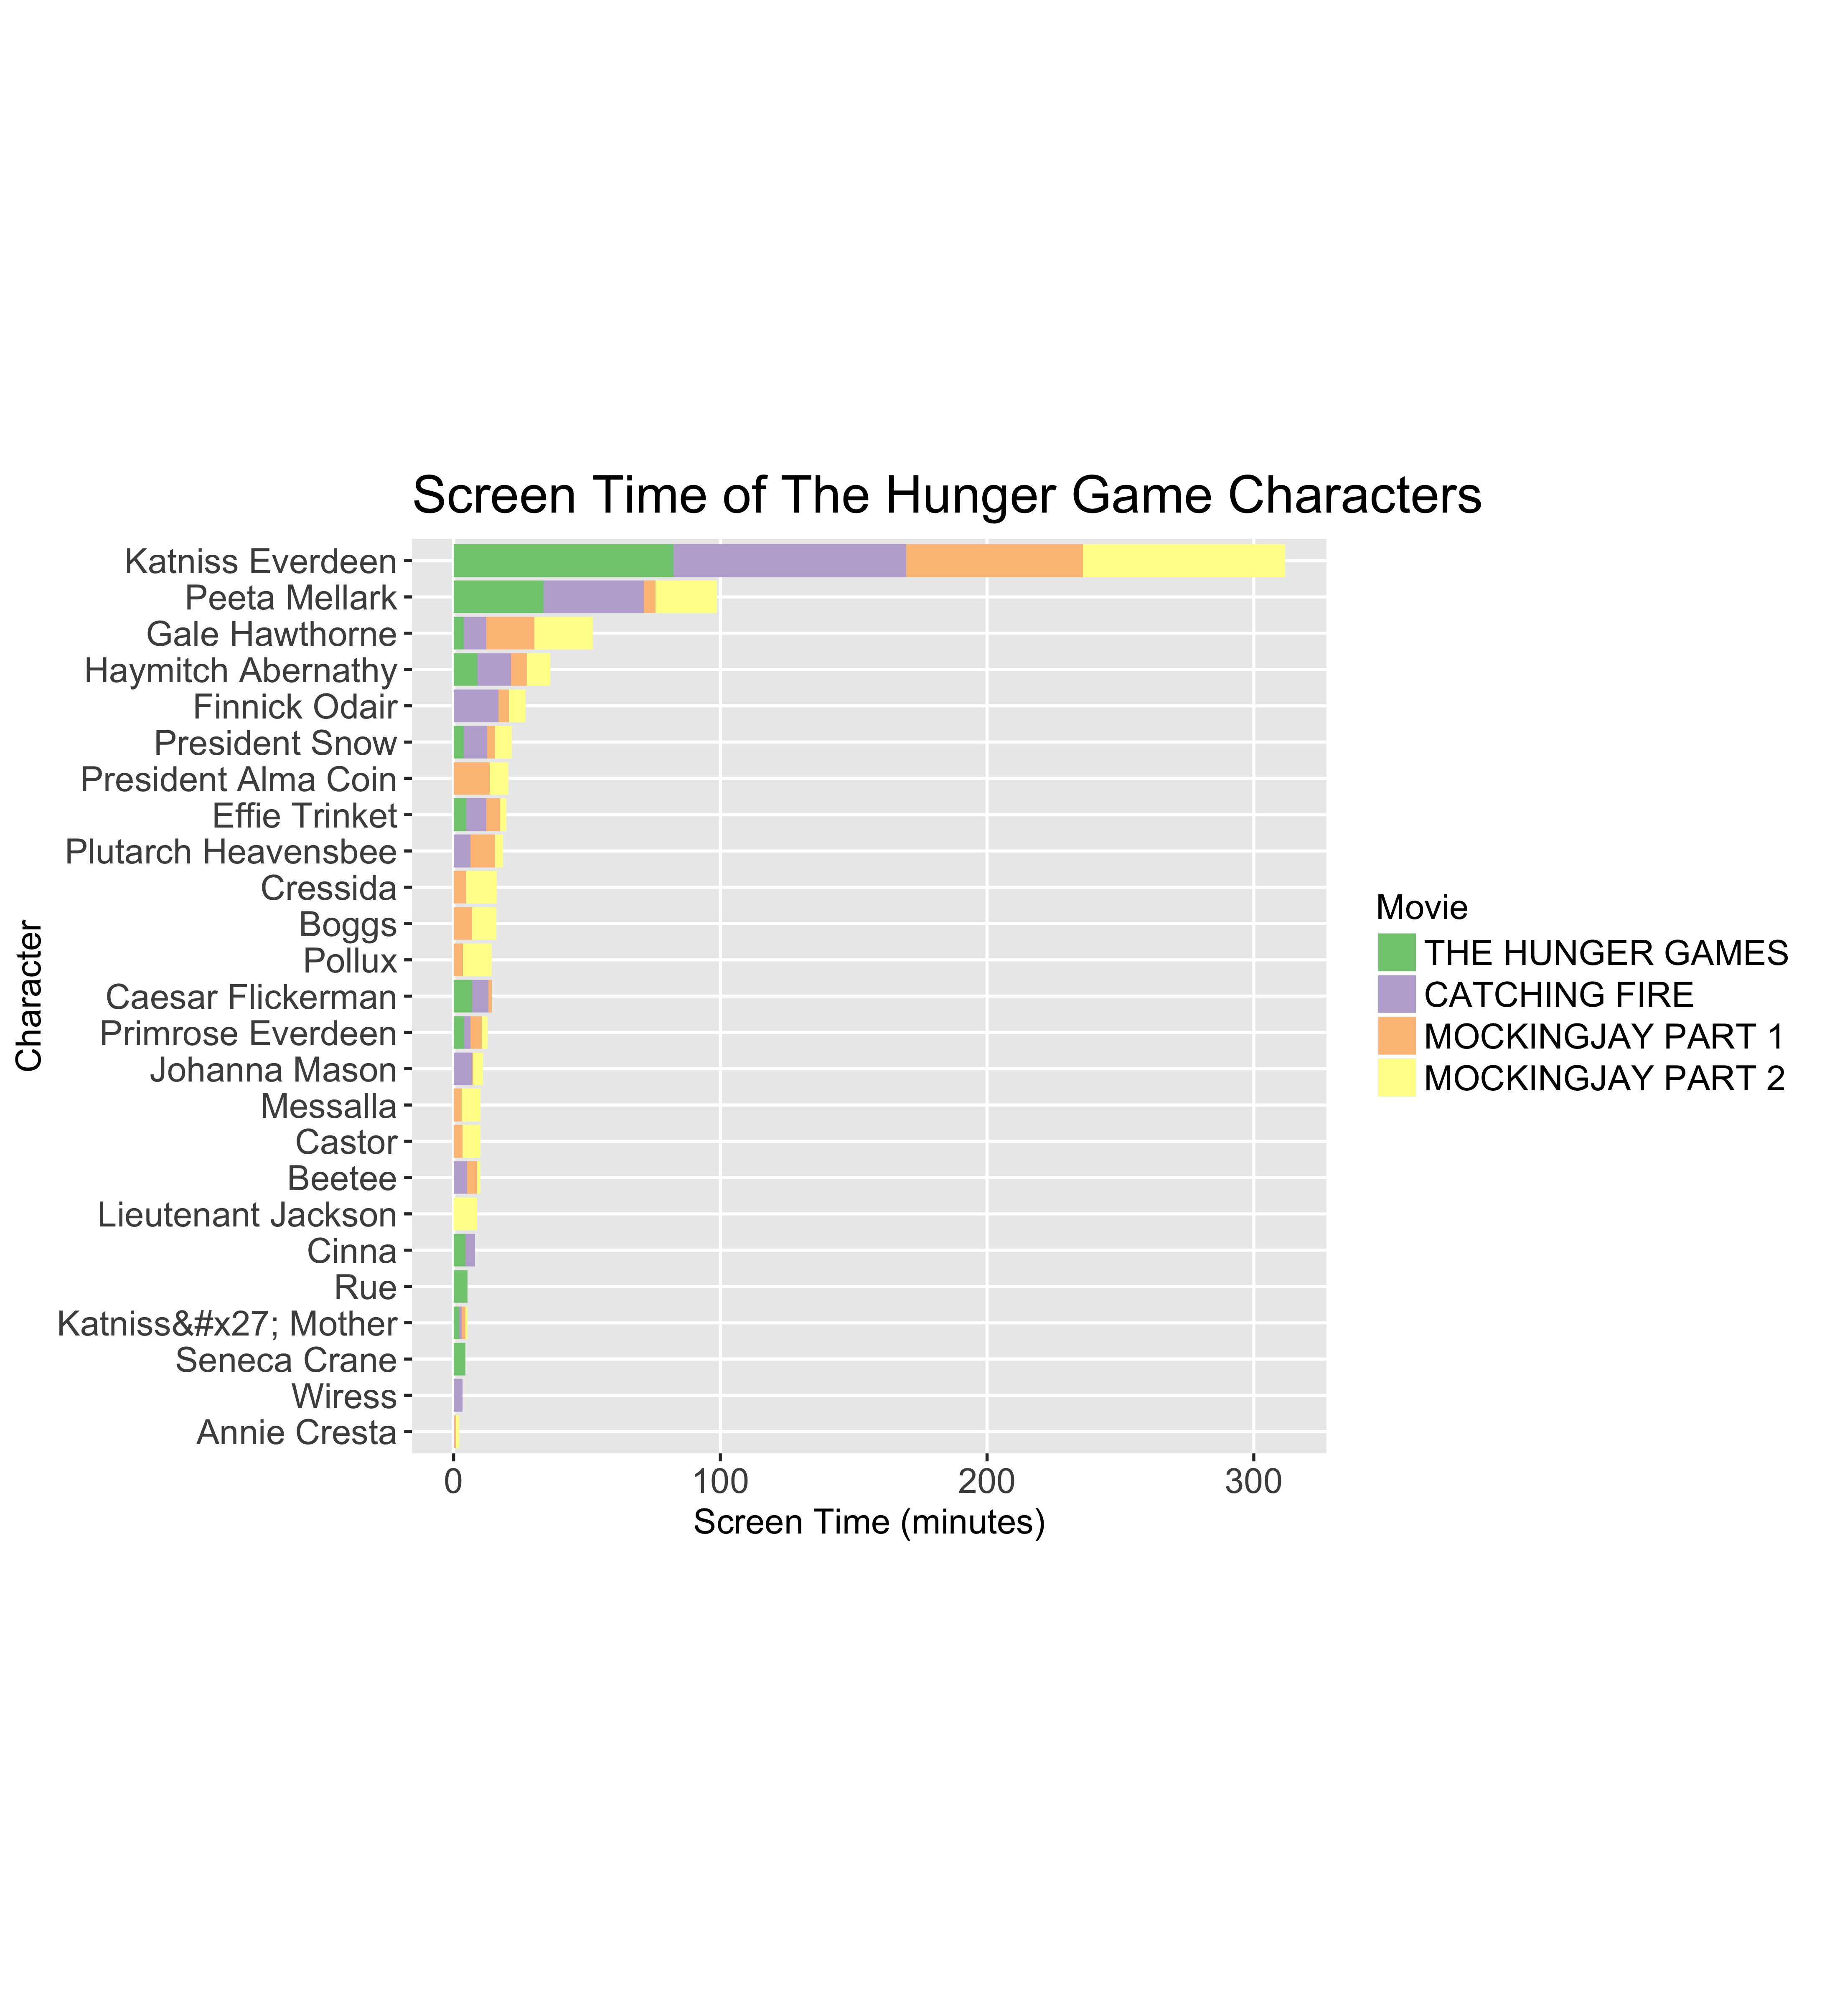 Screen Time of The Hunger Game Characters
Character
Katniss Everdeen
Peeta Mellark
Gale Hawthorne
Haymitch Abernathy
Finnick Odair
President Snow
President Alma Coin
Effie Trinket
Plutarch Heavensbee
Cressida
Boggs
Pollux
Caesar Flickerman
Primrose Everdeen
Johanna Mason
Messalla
Castor
Beetee
Lieutenant Jackson
Cinna
Rue
Katniss&#x27; Mother
Seneca Crane
Wiress
Annie Cresta
0 100 200 300
Screen Time (minutes)
Movie
THE HUNGER GAMES
CATCHING FIRE
MOCKINGJAY PART 1
MOCKINGJAY PART 2